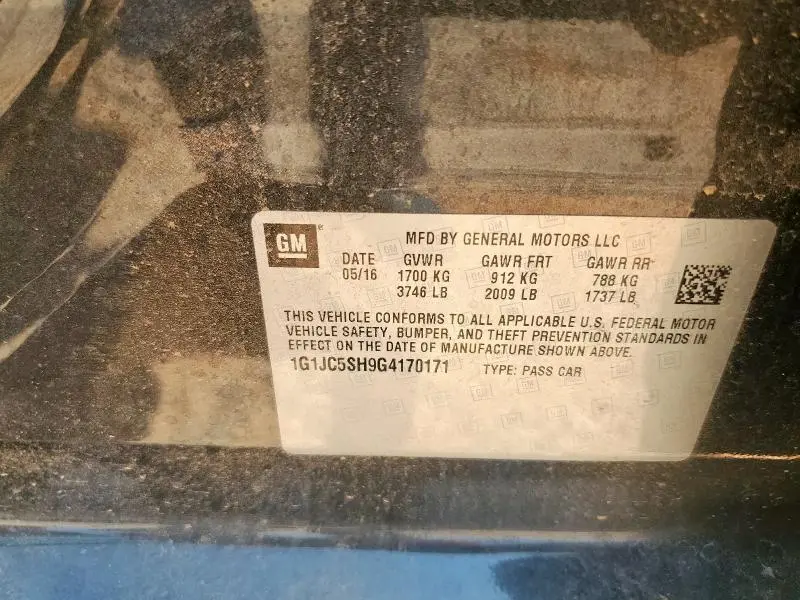 GM
MFD BY GENERAL MOTORS LLC
DATE GVWR GAWR FRT GAWR RR
05/16 1700 KG 912 KG 788 KG
3746 LB 2009 LB 1737 LB
THIS VEHICLE CONFORMS TO ALL APPLICABLE U.S. FEDERAL MOTOR
VEHICLE SAFETY, BUMPER, AND THEFT PREVENTION STANDARDS IN
EFFECT ON THE DATE OF MANUFACTURE SHOWN ABOVE.
1G1JC5SH9G4170171 TYPE: PASS CAR